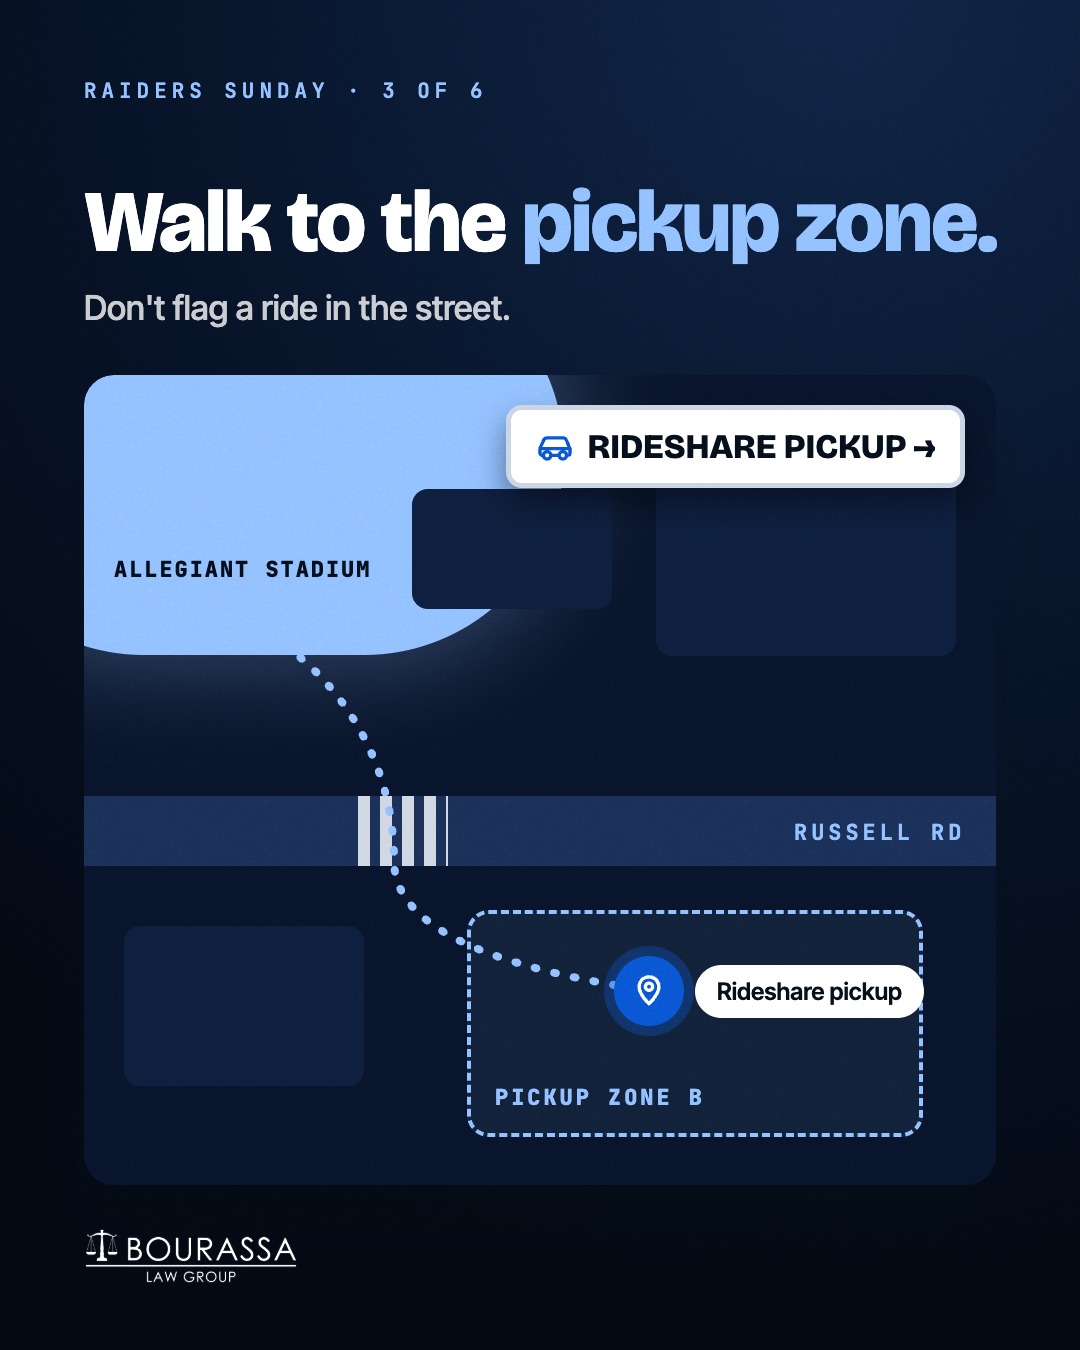 RAIDERS SUNDAY · 3 OF 6
Walk to the pickup zone.
Don't flag a ride in the street.
RIDESHARE PICKUP →
ALLEGIANT STADIUM
RUSSELL RD
Rideshare pickup
PICKUP ZONE B
BOURASSA
LAW GROUP